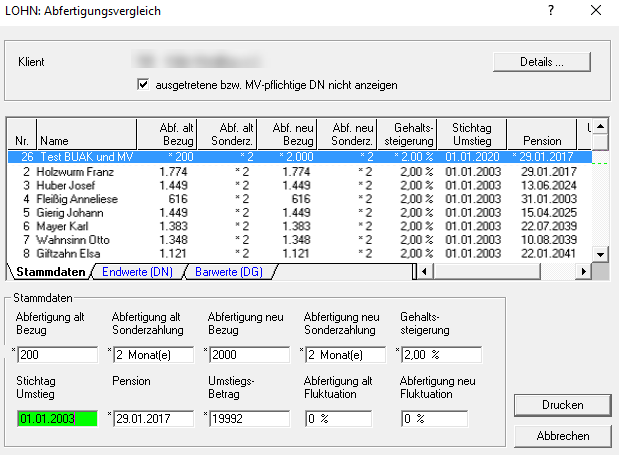 LOHN: Abfertigungsvergleich ?
Klient Details ...
ausgetretene bzw. MV-pflichtige DN nicht anzeigen
Abf. alt Abf. alt Abf. neu Abf. neu Gehalts- Stichtag
Nr. Name Bezug Sonderz. Bezug Sonderz. steigerung Umstieg Pension
26 Test BUAK und MV * 200 * 2 * 2.000 * 2 * 2,00 % 01.01.2020 * 29.01.2017
2 Holzwurm Franz 1.774 * 2 1.774 * 2 2,00 % 01.01.2003 29.01.2017
3 Huber Josef 1.449 * 2 1.449 * 2 2,00 % 01.01.2003 13.06.2024
4 Fleißig Anneliese 616 * 2 616 * 2 2,00 % 01.01.2003 31.01.2003
5 Gierig Johann 1.449 * 2 1.449 * 2 2,00 % 01.01.2003 15.04.2025
6 Mayer Karl 1.383 * 2 1.383 * 2 2,00 % 01.01.2003 22.07.2039
7 Wahnsinn Otto 1.348 * 2 1.348 * 2 2,00 % 01.01.2003 10.08.2039
8 Giftzahn Elsa 1.121 * 2 1.121 * 2 2,00 % 01.01.2003 22.01.2041
Stammdaten Endwerte (DN) Barwerte (DG)
Stammdaten
Abfertigung alt Abfertigung alt Abfertigung neu Abfertigung neu Gehalts-
Bezug Sonderzahlung Bezug Sonderzahlung steigerung
* 200 * 2 Monat(e) * 2000 * 2 Monat(e) * 2,00 %
Stichtag Pension Umstiegs- Abfertigung alt Abfertigung neu
Umstieg Betrag Fluktuation Fluktuation
01.01.2003 * 29.01.2017 * 19992 0 % 0 %
Drucken
Abbrechen